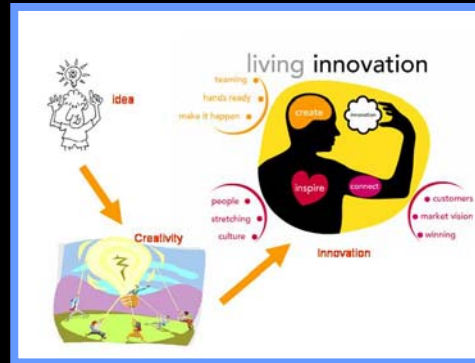 living innovation
idea
teaming
hands ready
make it happen
create
innovation
inspire
connect
people
stretching
culture
customers
market vision
winning
Creativity
Innovation